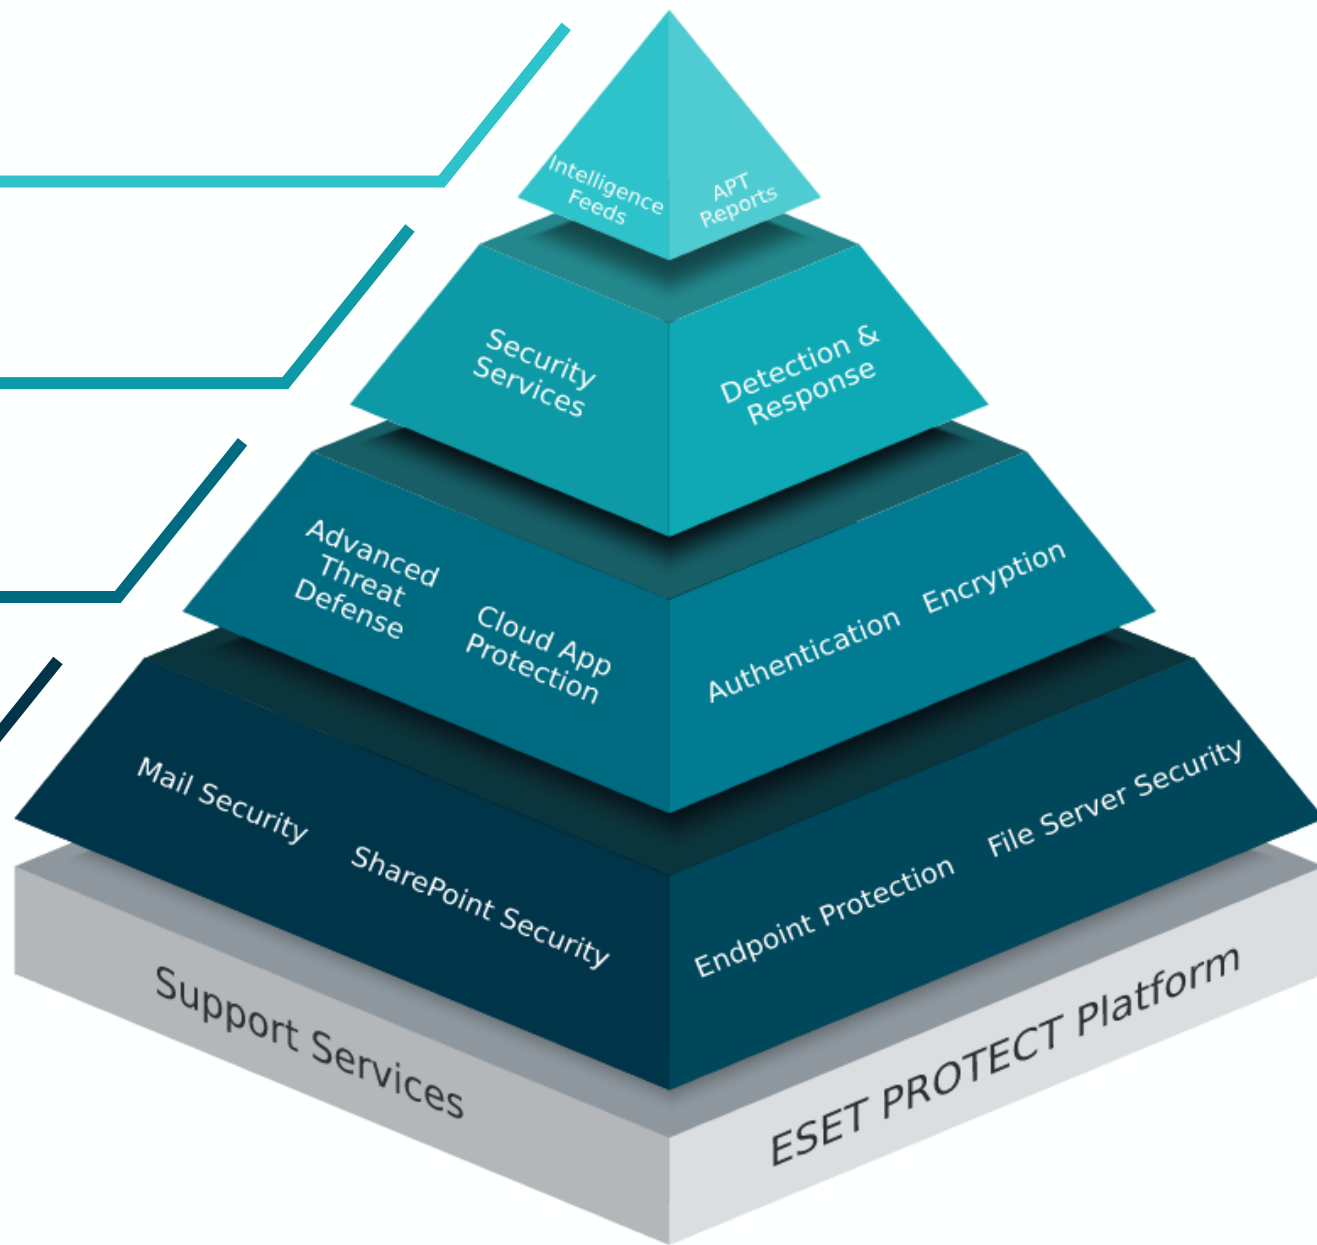 Intelligence
Feeds
APT
Reports
Security
Services
Detection &
Response
Advanced
Threat
Defense
Cloud App
Protection
Authentication
Encryption
Mail Security
SharePoint Security
Endpoint Protection
File Server Security
Support Services
ESET PROTECT Platform